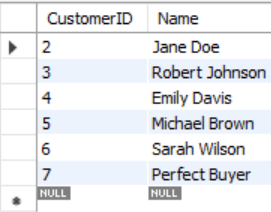 CustomerID Name
2 Jane Doe
3 Robert Johnson
4 Emily Davis
5 Michael Brown
6 Sarah Wilson
7 Perfect Buyer
NULL NULL